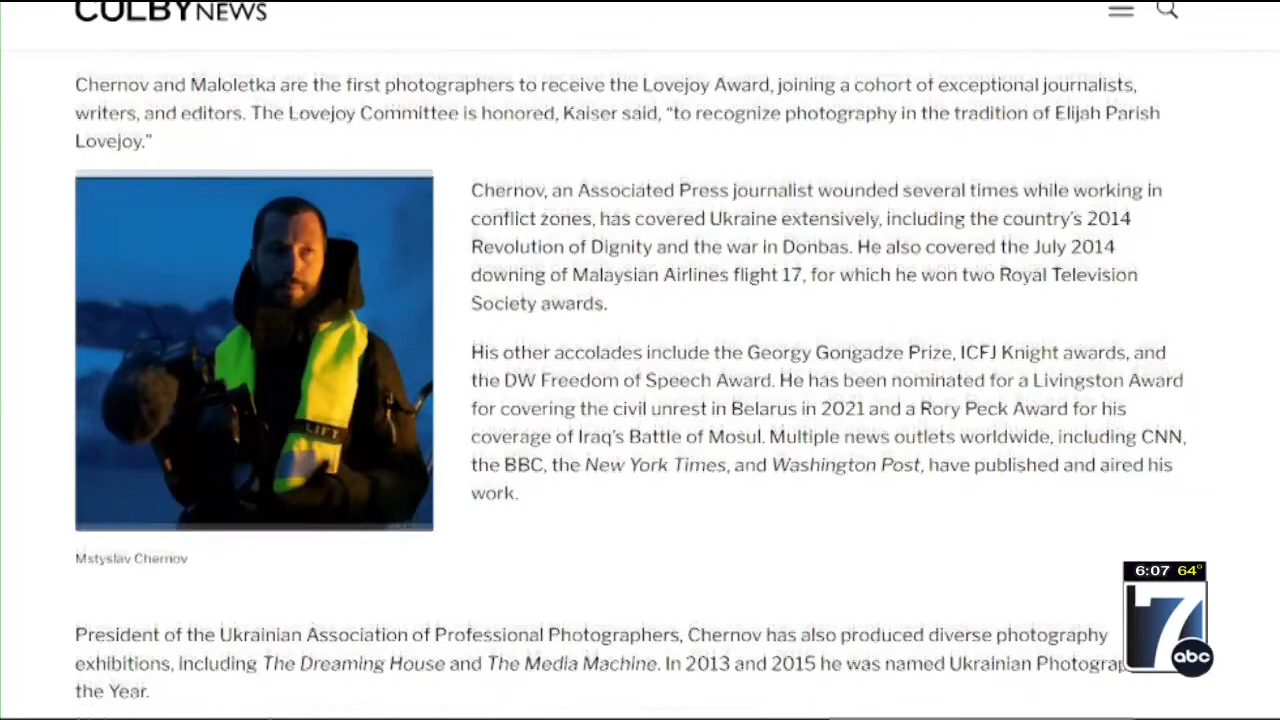 COLBYNEWS
Chernov and Maloletka are the first photographers to receive the Lovejoy Award, joining a cohort of exceptional journalists,
writers, and editors. The Lovejoy Committee is honored, Kaiser said, “to recognize photography in the tradition of Elijah Parish
Lovejoy.”
Chernov, an Associated Press journalist wounded several times while working in
conflict zones, has covered Ukraine extensively, including the country’s 2014
Revolution of Dignity and the war in Donbas. He also covered the July 2014
downing of Malaysian Airlines flight 17, for which he won two Royal Television
Society awards.
His other accolades include the Georgy Gongadze Prize, ICFJ Knight awards, and
the DW Freedom of Speech Award. He has been nominated for a Livingston Award
for covering the civil unrest in Belarus in 2021 and a Rory Peck Award for his
coverage of Iraq’s Battle of Mosul. Multiple news outlets worldwide, including CNN,
the BBC, the New York Times, and Washington Post, have published and aired his
work.
LIFT
Mstyslav Chernov
6:07 64°
7
abc
President of the Ukrainian Association of Professional Photographers, Chernov has also produced diverse photography
exhibitions, including The Dreaming House and The Media Machine. In 2013 and 2015 he was named Ukrainian Photograp
the Year.